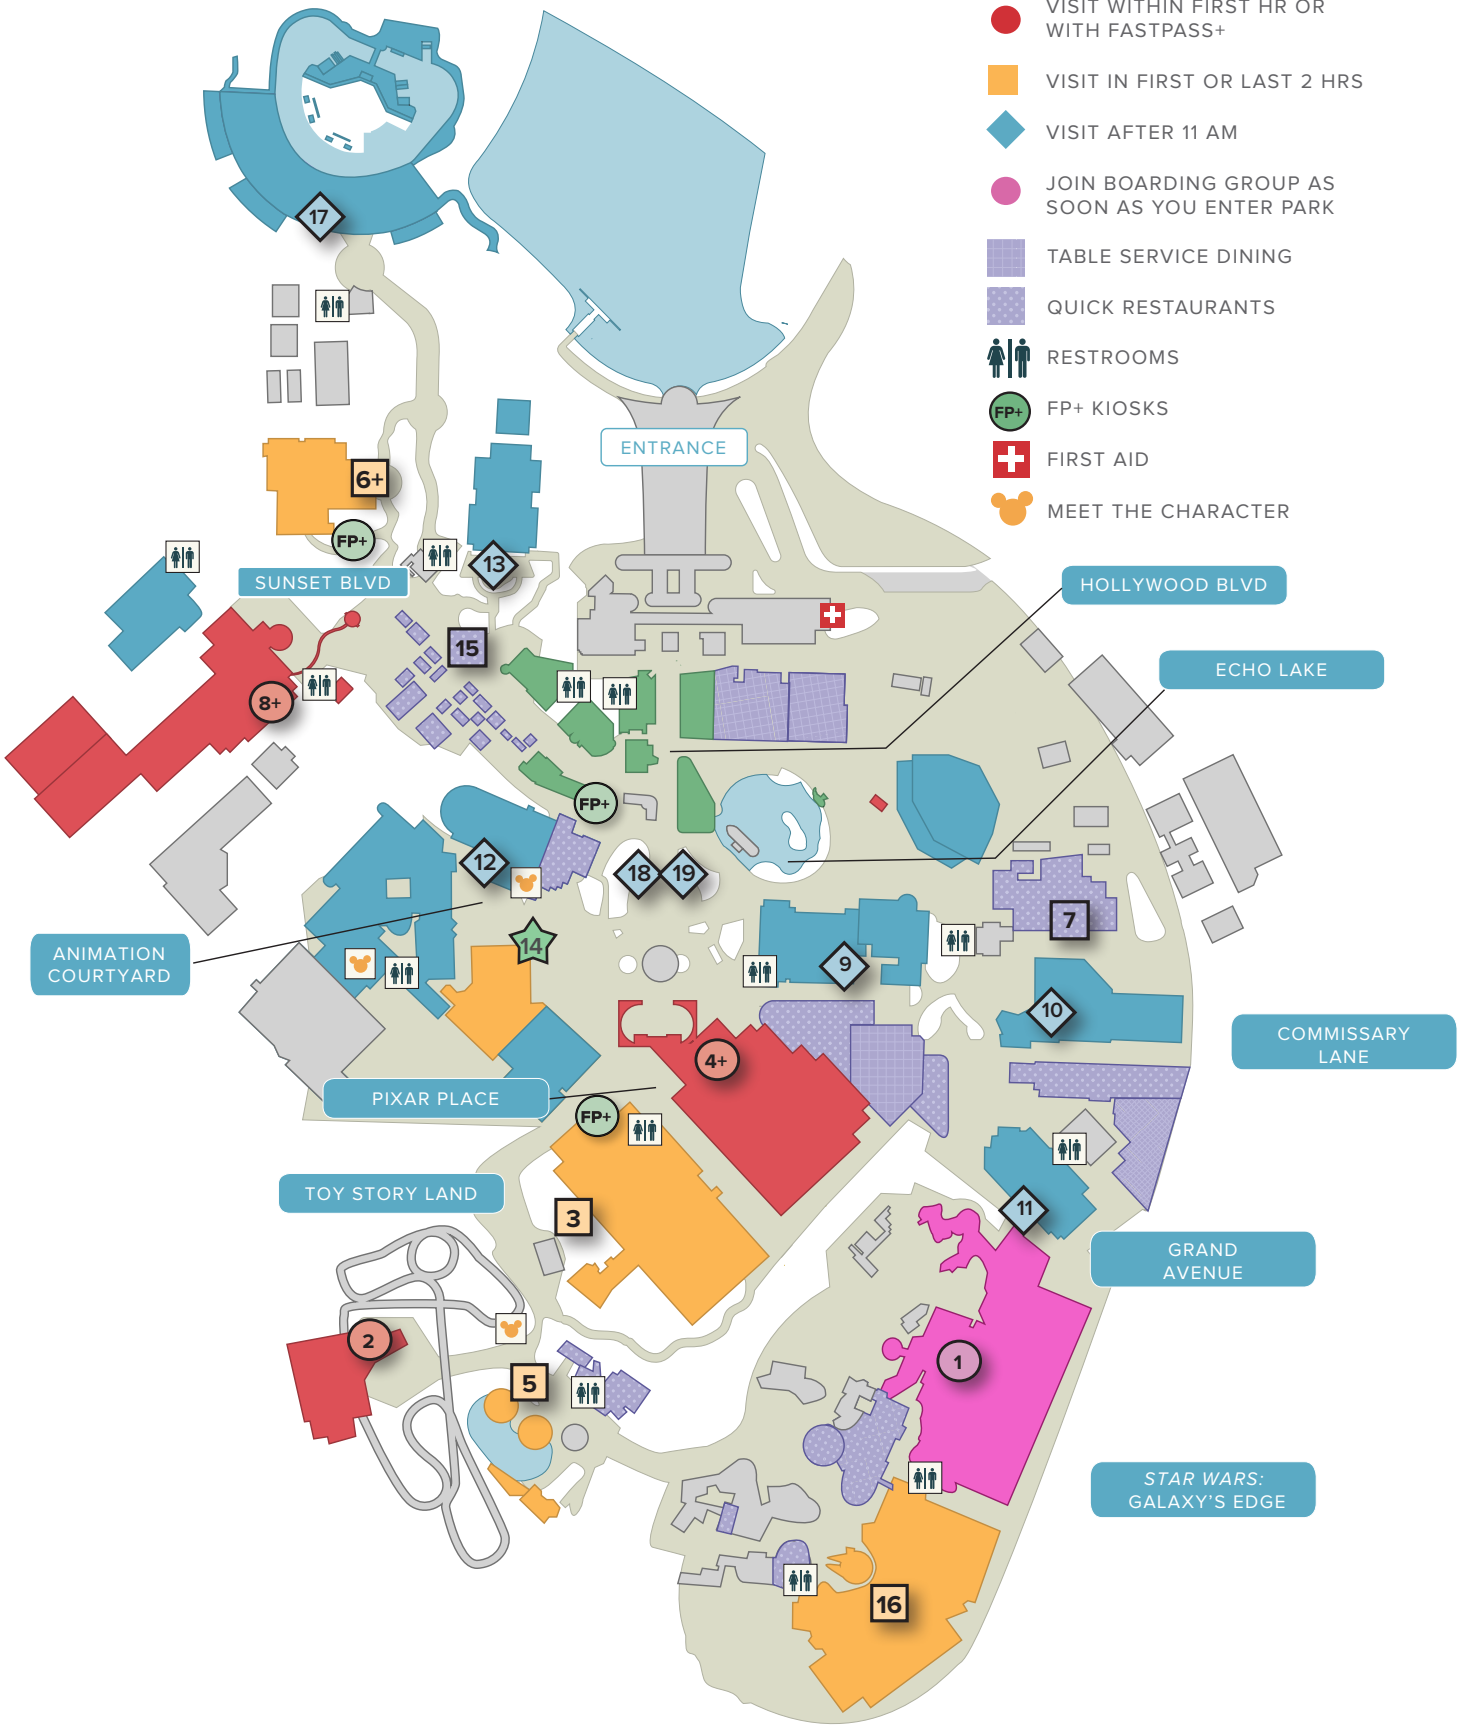 VISIT WITHIN FIRST HR OR
WITH FASTPASS+
VISIT IN FIRST OR LAST 2 HRS
VISIT AFTER 11 AM
JOIN BOARDING GROUP AS
SOON AS YOU ENTER PARK
TABLE SERVICE DINING
QUICK RESTAURANTS
RESTROOMS
FP+
FP+ KIOSKS
FIRST AID
MEET THE CHARACTER
17
ENTRANCE
6+
FP+
13
SUNSET BLVD
HOLLYWOOD BLVD
15
ECHO LAKE
8+
FP+
12
18
19
7
14
ANIMATION
COURTYARD
9
10
COMMISSARY
LANE
4+
PIXAR PLACE
FP+
TOY STORY LAND
3
11
GRAND
AVENUE
2
1
5
STAR WARS:
GALAXY'S EDGE
16